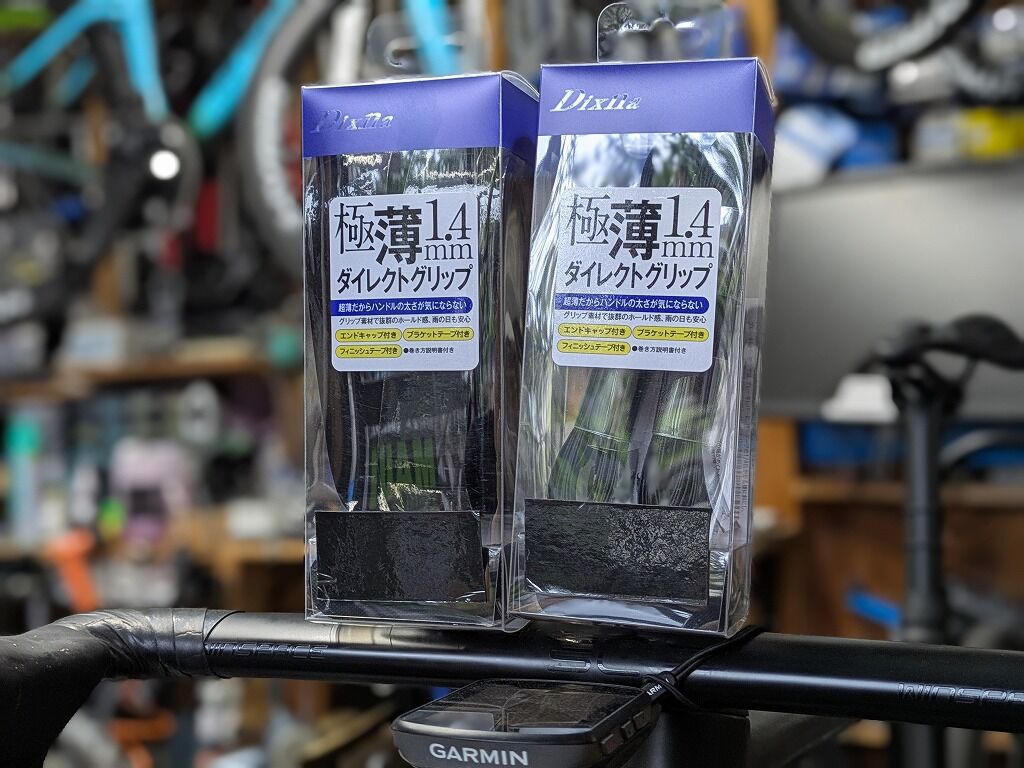 Dixna
極薄1.4mm
ダイレクトグリップ
超薄だからハンドルの太さが気にならない
グリップ素材で抜群のホールド感、雨の日も安心
エンドキャップ付き ブラケットテープ付き
フィニッシュテープ付き ●巻き方説明書付き
Dixna
極薄1.4mm
ダイレクトグリップ
超薄だからハンドルの太さが気にならない
グリップ素材で抜群のホールド感、雨の日も安心
エンドキャップ付き ブラケットテープ付き
フィニッシュテープ付き ●巻き方説明書付き
WINSPACE
WINSPACE
GARMIN